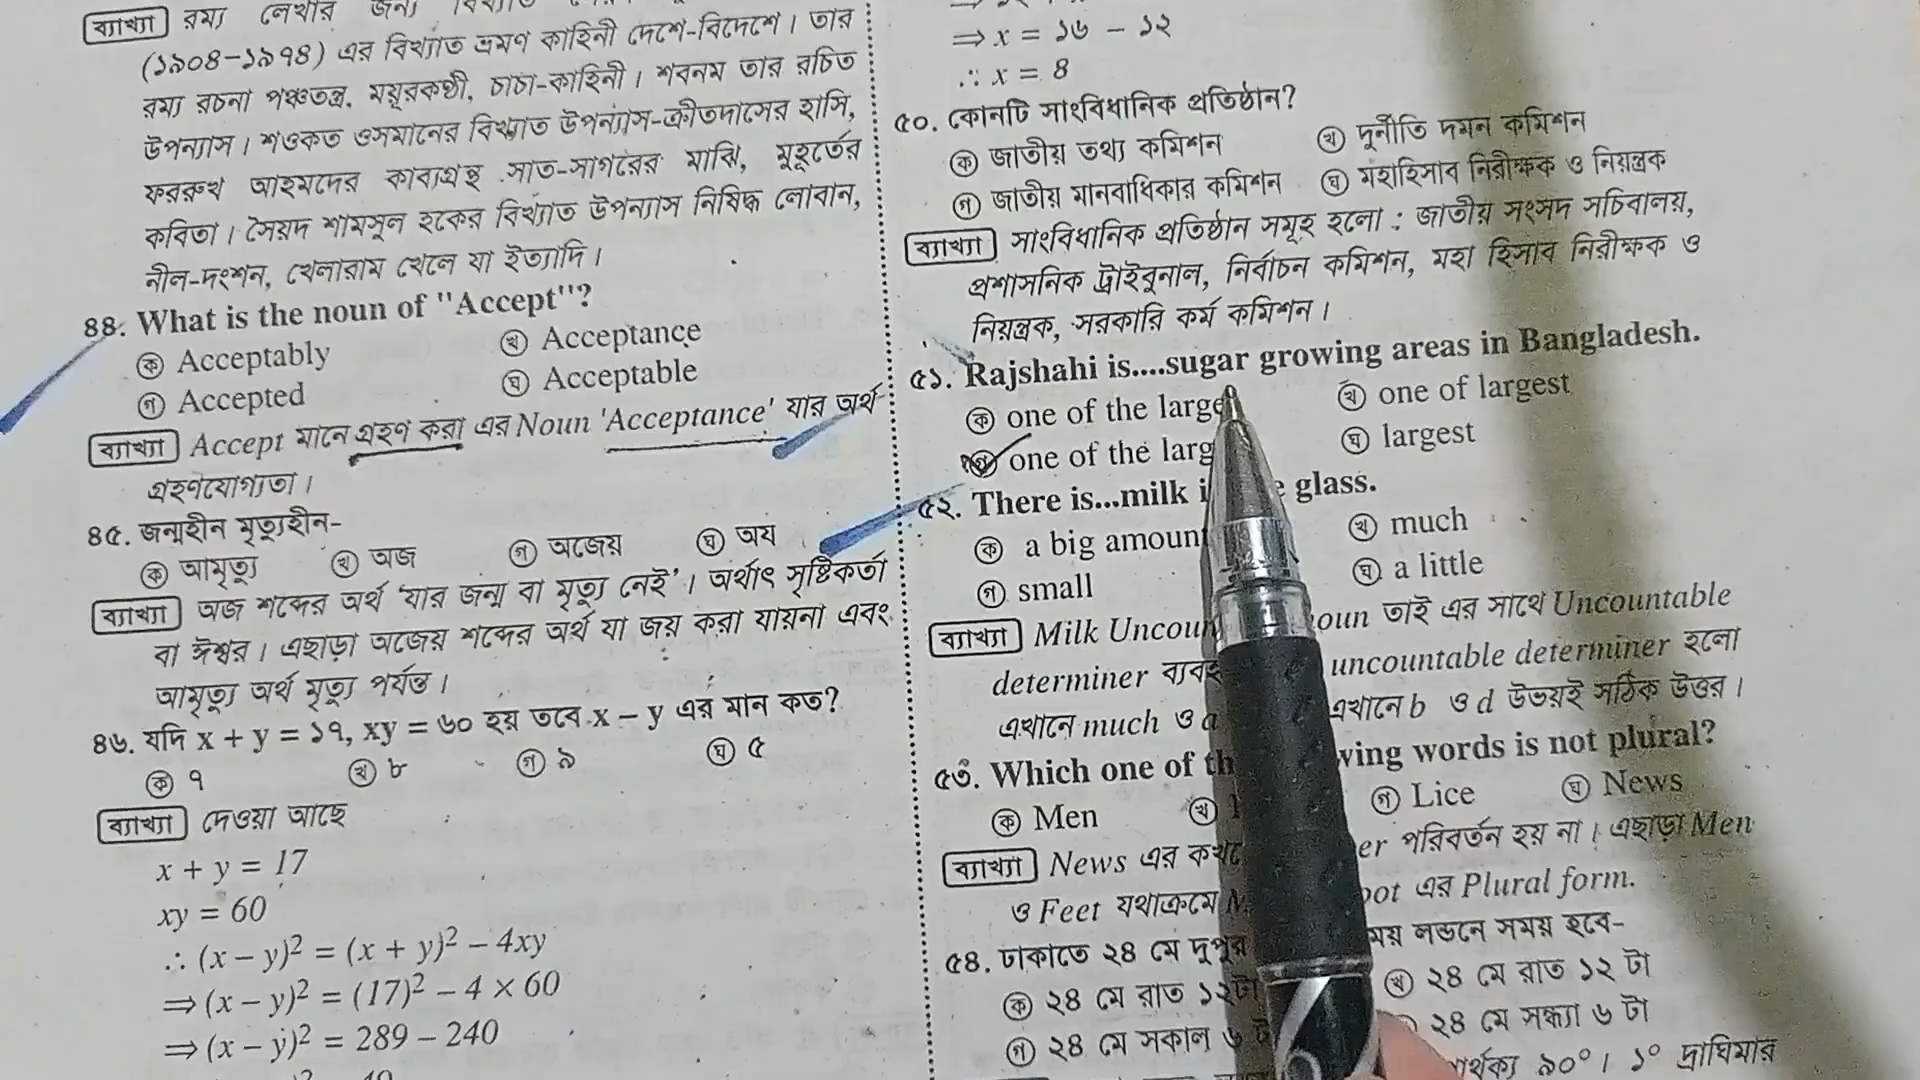 ব্যাখ্যা রম্য লেখার জন্য
(১৯০৪-১৯৭৪) এর বিখ্যাত ভ্রমণ কাহিনী দেশে-বিদেশে। তার
রম্য রচনা পঞ্চতন্ত্র, ময়ূরকণ্ঠী, চাচা-কাহিনী। শবনম তার রচিত
উপন্যাস। শওকত ওসমানের বিখ্যাত উপন্যাস-ক্রীতদাসের হাসি,
ফররুখ আহমদের কাব্যগ্রন্থ সাত-সাগরের মাঝি, মুহূর্তের
কবিতা। সৈয়দ শামসুল হকের বিখ্যাত উপন্যাস নিষিদ্ধ লোবান,
নীল-দংশন, খেলারাম খেলে যা ইত্যাদি।
৪৪. What is the noun of "Accept"?
ক Acceptably খ Acceptance
গ Accepted ঘ Acceptable
ব্যাখ্যা Accept মানে গ্রহণ করা এর Noun 'Acceptance' যার অর্থ
গ্রহণযোগ্যতা।
৪৫. জন্মহীন মৃত্যুহীন-
ক আমৃত্যু খ অজ গ অজেয় ঘ অয
ব্যাখ্যা অজ শব্দের অর্থ 'যার জন্ম বা মৃত্যু নেই'। অর্থাৎ সৃষ্টিকর্তা
বা ঈশ্বর। এছাড়া অজেয় শব্দের অর্থ যা জয় করা যায়না এবং
আমৃত্যু অর্থ মৃত্যু পর্যন্ত।
৪৬. যদি x + y = ১৭, xy = ৬০ হয় তবে x – y এর মান কত?
ক ৭ খ ৮ গ ৯ ঘ ৫
ব্যাখ্যা দেওয়া আছে
x + y = 17
xy = 60
∴ (x – y)² = (x + y)² – 4xy
⇒ (x – y)² = (17)² – 4 × 60
⇒ (x – y)² = 289 – 240
⇒ x = ১৬ – ১২
∴ x = 8
৫০. কোনটি সাংবিধানিক প্রতিষ্ঠান?
ক জাতীয় তথ্য কমিশন খ দুর্নীতি দমন কমিশন
গ জাতীয় মানবাধিকার কমিশন ঘ মহাহিসাব নিরীক্ষক ও নিয়ন্ত্রক
ব্যাখ্যা সাংবিধানিক প্রতিষ্ঠান সমূহ হলো : জাতীয় সংসদ সচিবালয়,
প্রশাসনিক ট্রাইবুনাল, নির্বাচন কমিশন, মহা হিসাব নিরীক্ষক ও
নিয়ন্ত্রক, সরকারি কর্ম কমিশন।
৫১. Rajshahi is....sugar growing areas in Bangladesh.
ক one of the large খ one of largest
গ one of the larg ঘ largest
৫২. There is...milk i glass.
ক a big amount খ much
গ small ঘ a little
ব্যাখ্যা Milk Uncoun oun তাই এর সাথে Uncountable
determiner uncountable determiner হলো
এখানে much ও a এখানে b ও d উভয়ই সঠিক উত্তর।
৫৩. Which one of th wing words is not plural?
ক Men খ গ Lice ঘ News
ব্যাখ্যা News এর কখ er পরিবর্তন হয় না। এছাড়া Men
ও Feet যথাক্রমে M oot এর Plural form.
৫৪. ঢাকাতে ২৪ মে দুপুর ময় লন্ডনে সময় হবে-
ক ২৪ মে রাত ১২টা খ ২৪ মে রাত ১২ টা
গ ২৪ মে সকাল ৬ ট ২৪ মে সন্ধ্যা ৬ টা
র্থক্য ৯০° । ১° দ্রাঘিমার